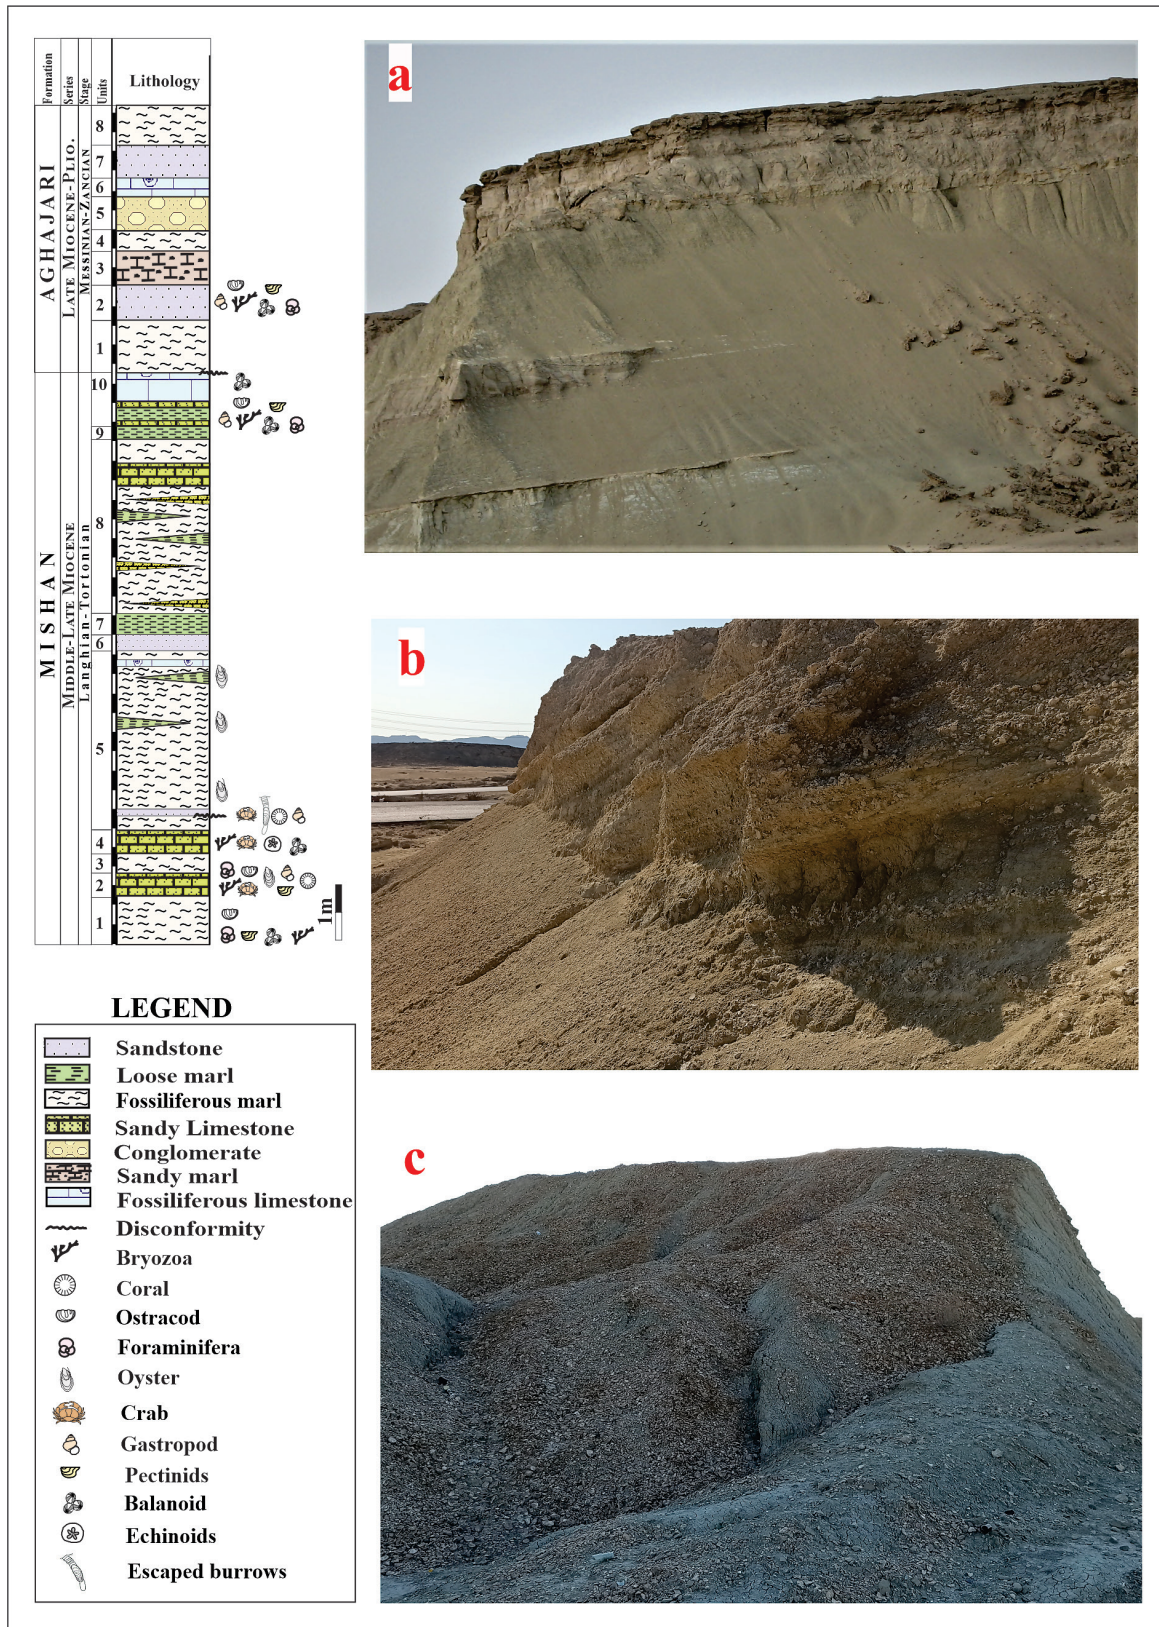 Formation
Series
Stage
Units
Lithology
AGHAJARI
LATE MIOCENE-PLIO.
MESSINIAN-ZANCIAN
8
7
6
5
4
3
2
1
MISHAN
MIDDLE-LATE MIOCENE
Langhian-Tortonian
10
9
8
7
6
5
4
3
2
1
1m
a
b
c
LEGEND
Sandstone
Loose marl
Fossiliferous marl
Sandy Limestone
Conglomerate
Sandy marl
Fossiliferous limestone
Disconformity
Bryozoa
Coral
Ostracod
Foraminifera
Oyster
Crab
Gastropod
Pectinids
Balanoid
Echinoids
Escaped burrows